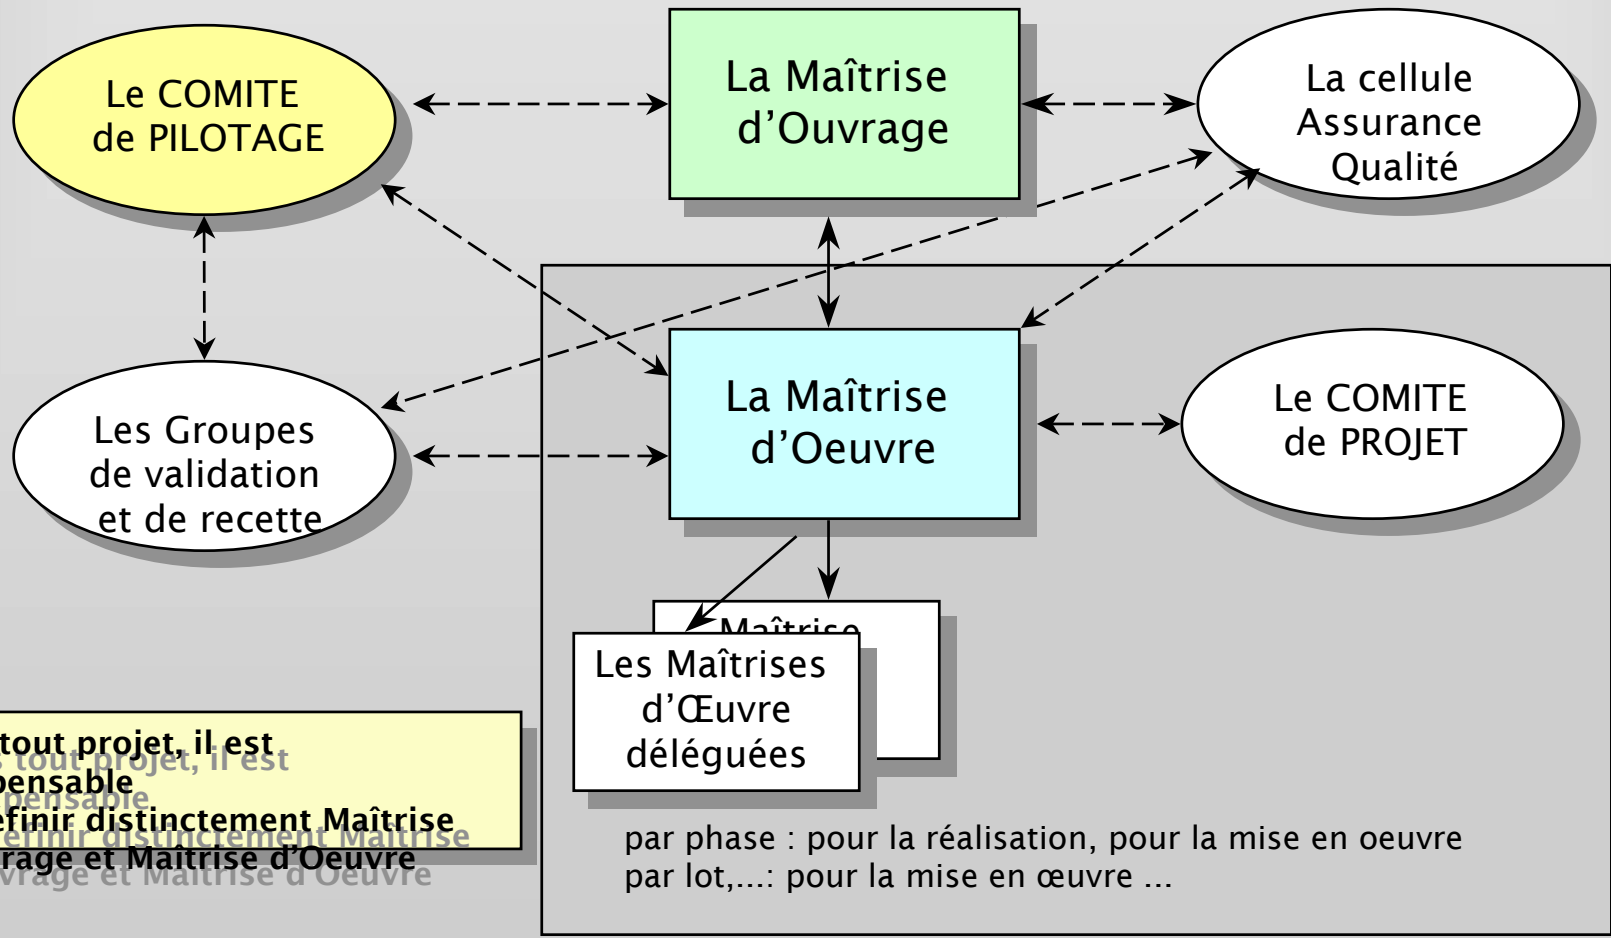 Le COMITE
de PILOTAGE
La Maîtrise
d’Ouvrage
La cellule
Assurance
Qualité
Les Groupes
de validation
et de recette
La Maîtrise
d’Oeuvre
Le COMITE
de PROJET
Maîtrise
Les Maîtrises
d’Œuvre
déléguées
tout projet, il est
pensable
éfinir distinctement Maîtrise
rage et Maîtrise d’Oeuvre
par phase : pour la réalisation, pour la mise en oeuvre
par lot,...: pour la mise en œuvre ...